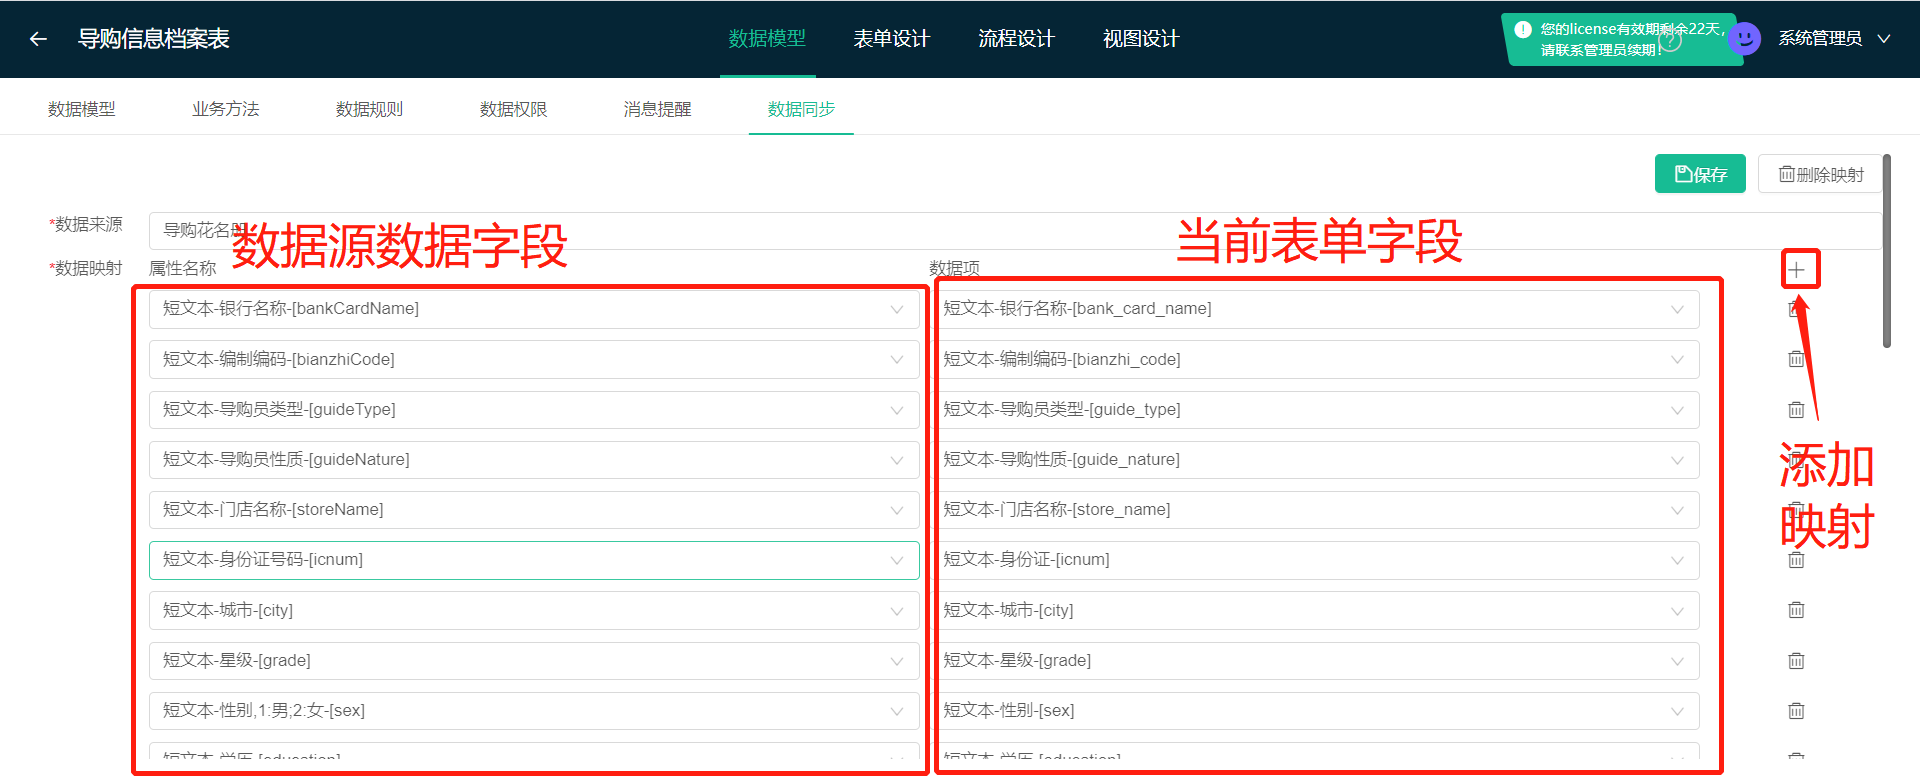 导购信息档案表
数据模型 表单设计 流程设计 视图设计
您的license有效期剩余22天,
请联系管理员续期!
系统管理员
数据模型 业务方法 数据规则 数据权限 消息提醒 数据同步
保存 删除映射
*数据来源 导购花名册
数据源数据字段 当前表单字段
*数据映射 属性名称 数据项
短文本-银行名称-[bankCardName] 短文本-银行名称-[bank_card_name]
短文本-编制编码-[bianzhiCode] 短文本-编制编码-[bianzhi_code]
短文本-导购员类型-[guideType] 短文本-导购员类型-[guide_type]
短文本-导购员性质-[guideNature] 短文本-导购性质-[guide_nature]
添加
映射
短文本-门店名称-[storeName] 短文本-门店名称-[store_name]
短文本-身份证号码-[icnum] 短文本-身份证-[icnum]
短文本-城市-[city] 短文本-城市-[city]
短文本-星级-[grade] 短文本-星级-[grade]
短文本-性别,1:男;2:女-[sex] 短文本-性别-[sex]
短文本-学历-[education] 短文本-学历-[education]